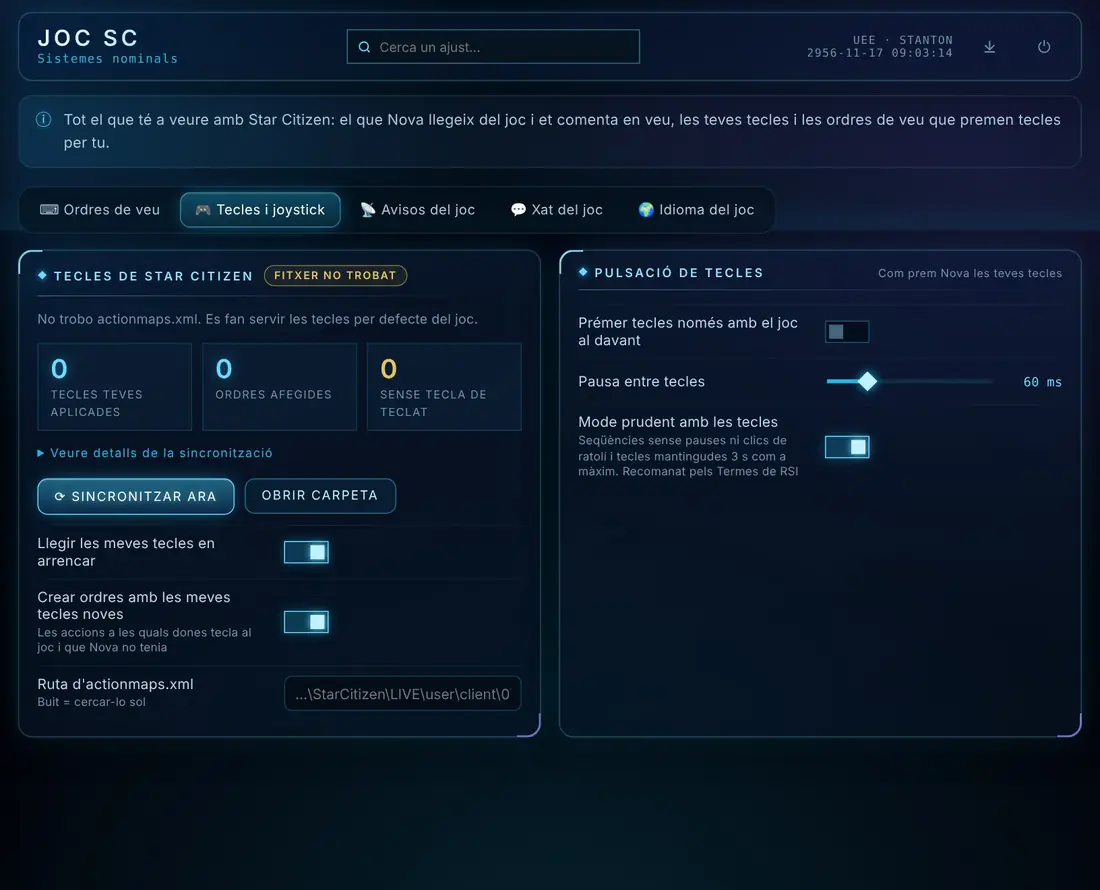 JOC SC
Sistemes nominals
Cerca un ajust...
UEE · STANTON
2956-11-17 09:03:14
Tot el que té a veure amb Star Citizen: el que Nova llegeix del joc i et comenta en veu, les teves tecles i les ordres de veu que premen tecles
per tu.
Ordres de veu
Tecles i joystick
Avisos del joc
Xat del joc
Idioma del joc
TECLES DE STAR CITIZEN
FITXER NO TROBAT
No trobo actionmaps.xml. Es fan servir les tecles per defecte del joc.
0
TECLES TEVES
APLICADES
0
ORDRES AFEGIDES
0
SENSE TECLA DE
TECLAT
Veure detalls de la sincronització
⟳ SINCRONITZAR ARA
OBRIR CARPETA
Llegir les meves tecles en
arrencar
Crear ordres amb les meves
tecles noves
Les accions a les quals dones tecla al
joc i que Nova no tenia
Ruta d'actionmaps.xml
Buit = cercar-lo sol
...\StarCitizen\LIVE\user\client\0
PULSACIÓ DE TECLES
Com prem Nova les teves tecles
Prémer tecles només amb el joc
al davant
Pausa entre tecles
60 ms
Mode prudent amb les tecles
Seqüències sense pauses ni clics de
ratolí i tecles mantingudes 3 s com a
màxim. Recomanat pels Termes de RSI